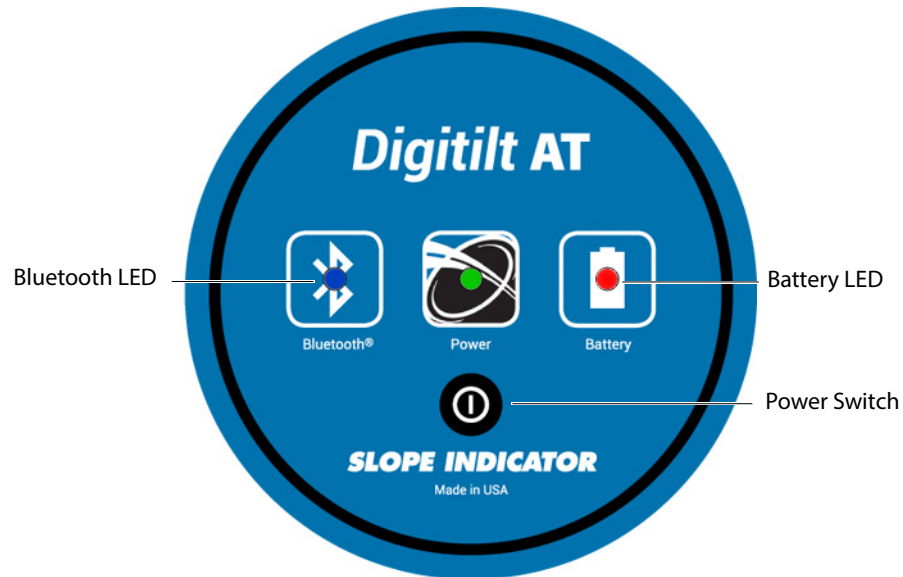 Digitilt AT
Bluetooth LED
Battery LED
Bluetooth®
Power
Battery
Power Switch
SLOPE INDICATOR
Made in USA